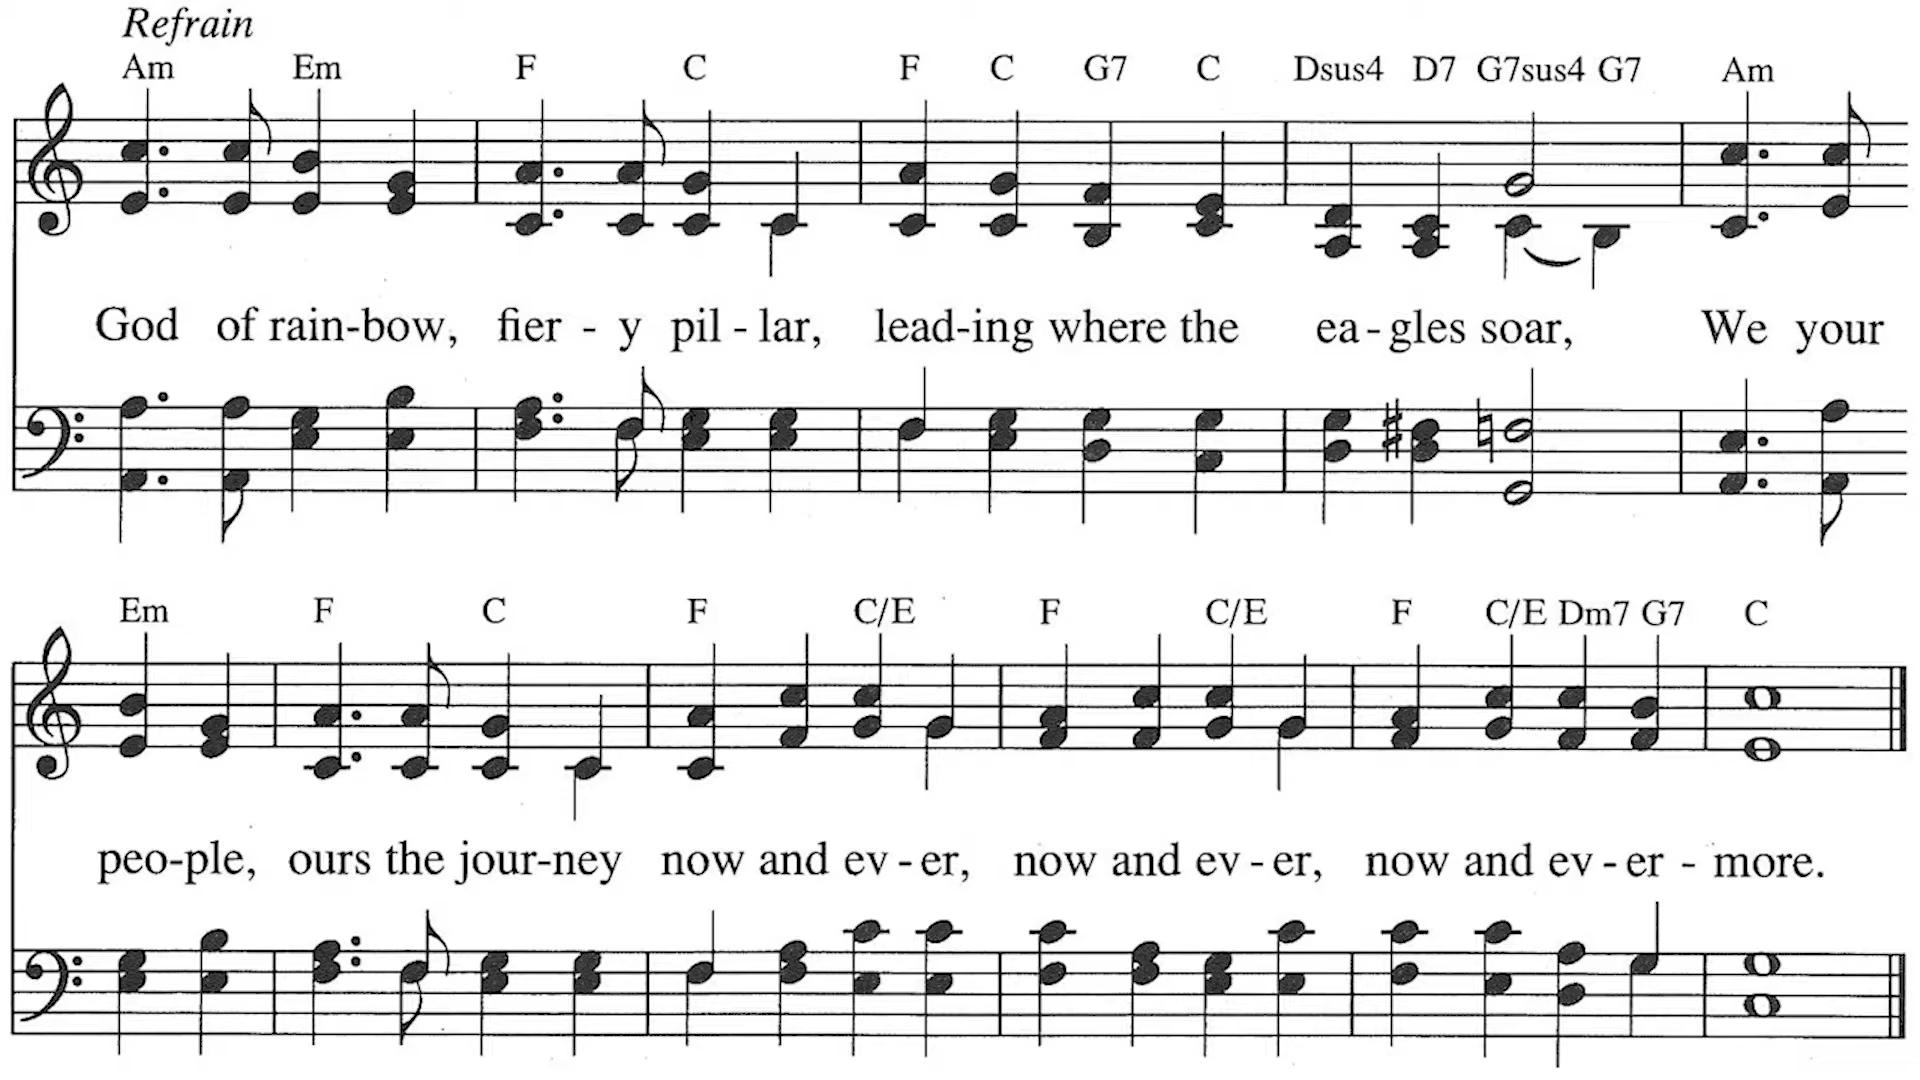 Refrain
Am Em F C F C G7 C Dsus4 D7 G7sus4 G7 Am
God of rain-bow, fier - y pil - lar, lead-ing where the ea - gles soar, We your
Em F C F C/E F C/E F C/E Dm7 G7 C
peo-ple, ours the jour-ney now and ev - er, now and ev - er, now and ev - er - more.